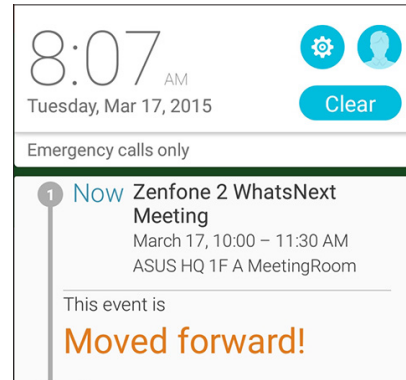 8:07 AM
Tuesday, Mar 17, 2015
Clear
Emergency calls only
1 Now Zenfone 2 WhatsNext
Meeting
March 17, 10:00 – 11:30 AM
ASUS HQ 1F A MeetingRoom
This event is
Moved forward!